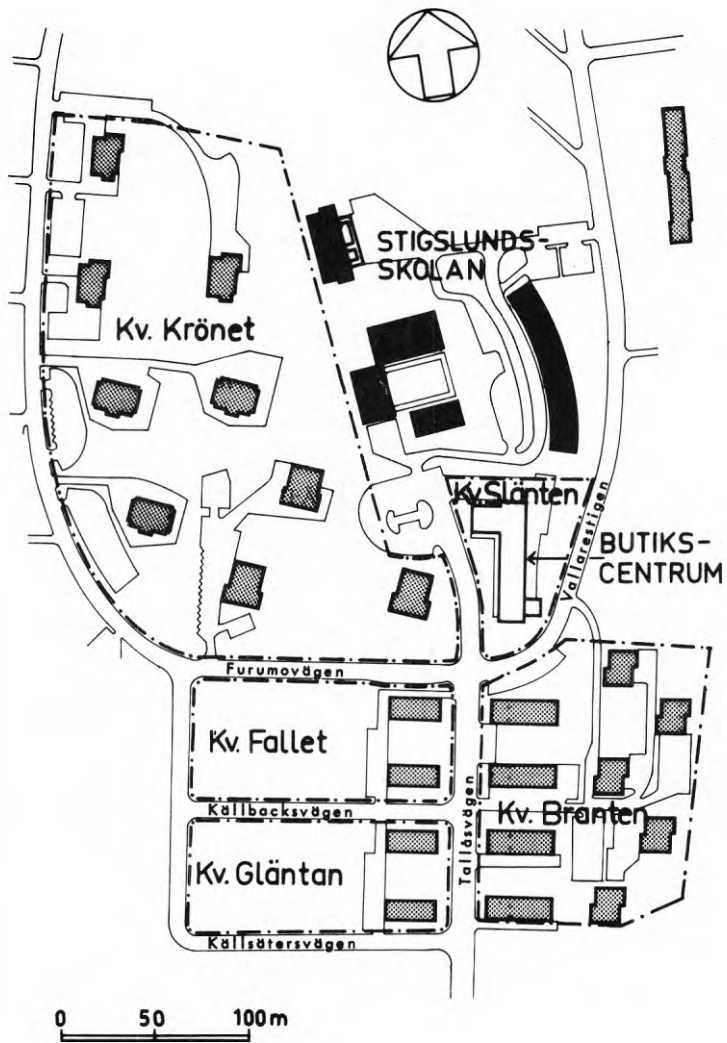 STIGSLUNDS-
SKOLAN
Kv. Krönet
Kv. Slänten
BUTIKS-
CENTRUM
Vallarestigen
Furumovägen
Kv. Fallet
Källbacksvägen
Kv. Branten
Tallåsvägen
Kv. Gläntan
Källsätersvägen
0 50 100 m